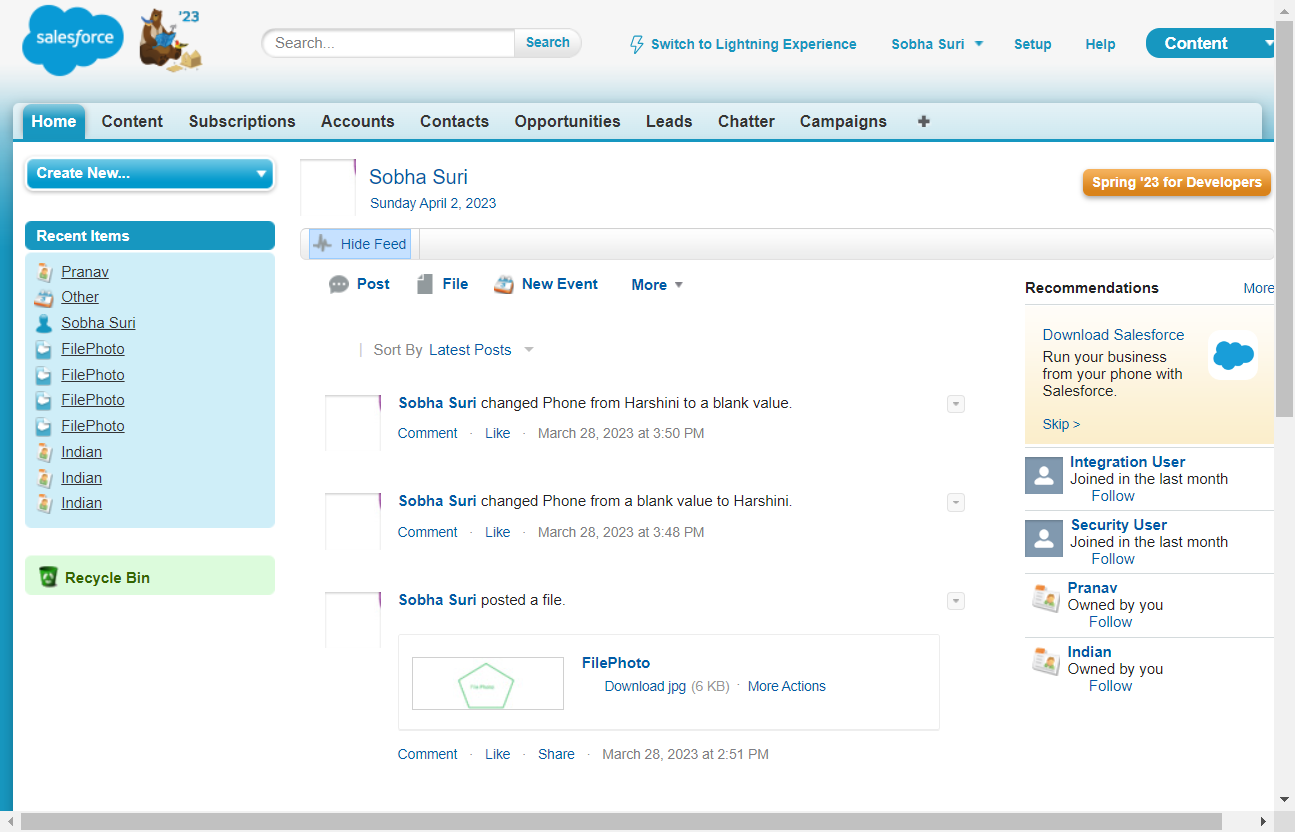 salesforce
'23
Search...
Search
Switch to Lightning Experience
Sobha Suri
Setup
Help
Content
Home
Content
Subscriptions
Accounts
Contacts
Opportunities
Leads
Chatter
Campaigns
Create New...
Recent Items
Pranav
Other
Sobha Suri
FilePhoto
FilePhoto
FilePhoto
FilePhoto
Indian
Indian
Indian
Recycle Bin
Sobha Suri
Sunday April 2, 2023
Spring '23 for Developers
Hide Feed
Post
File
New Event
More
| Sort By Latest Posts
Sobha Suri changed Phone from Harshini to a blank value.
Comment · Like · March 28, 2023 at 3:50 PM
Sobha Suri changed Phone from a blank value to Harshini.
Comment · Like · March 28, 2023 at 3:48 PM
Sobha Suri posted a file.
File Photo
FilePhoto
Download jpg (6 KB) · More Actions
Comment · Like · Share · March 28, 2023 at 2:51 PM
Recommendations
More
Download Salesforce
Run your business
from your phone with
Salesforce.
Skip >
Integration User
Joined in the last month
Follow
Security User
Joined in the last month
Follow
Pranav
Owned by you
Follow
Indian
Owned by you
Follow